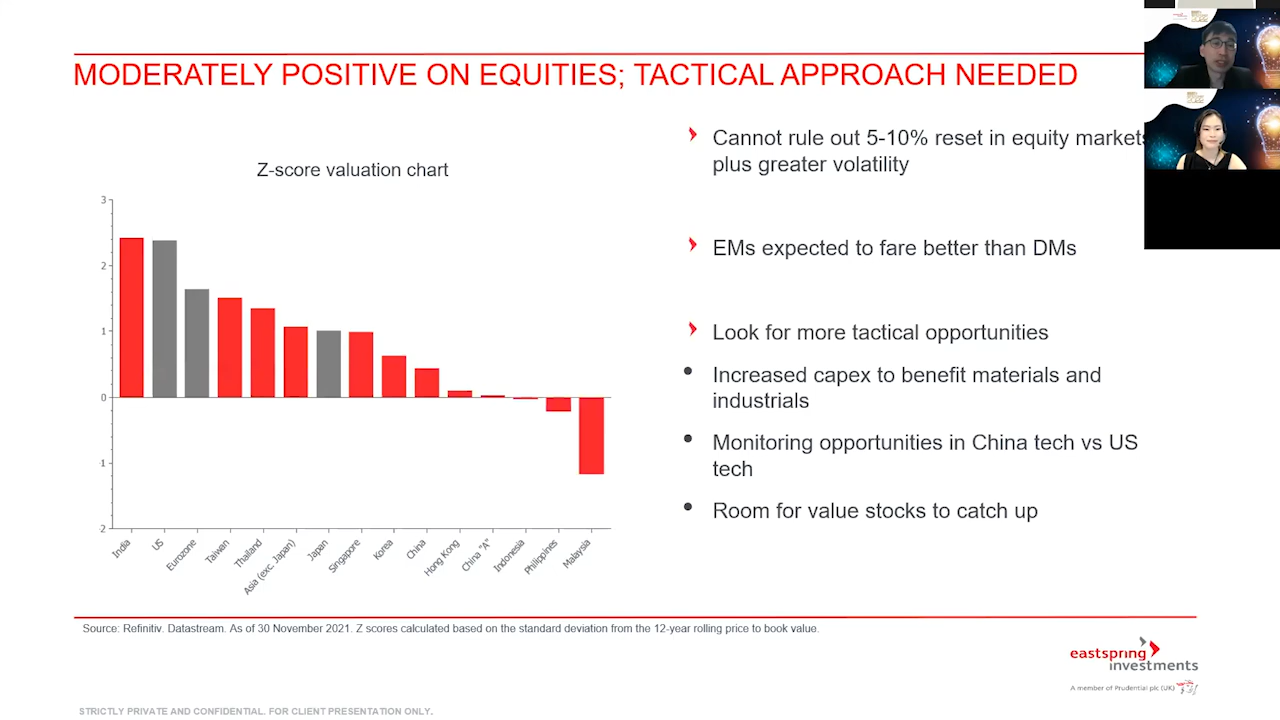 MODERATELY POSITIVE ON EQUITIES; TACTICAL APPROACH NEEDED
Z-score valuation chart
3
2
1
0
-1
-2
India
US
Eurozone
Taiwan
Thailand
Asia (exc. Japan)
Japan
Singapore
Korea
China
Hong Kong
China "A"
Indonesia
Philippines
Malaysia
Cannot rule out 5-10% reset in equity markets
plus greater volatility
EMs expected to fare better than DMs
Look for more tactical opportunities
Increased capex to benefit materials and
industrials
Monitoring opportunities in China tech vs US
tech
Room for value stocks to catch up
Source: Refinitiv. Datastream. As of 30 November 2021. Z scores calculated based on the standard deviation from the 12-year rolling price to book value.
eastspring
investments
A member of Prudential plc (UK)
STRICTLY PRIVATE AND CONFIDENTIAL. FOR CLIENT PRESENTATION ONLY.